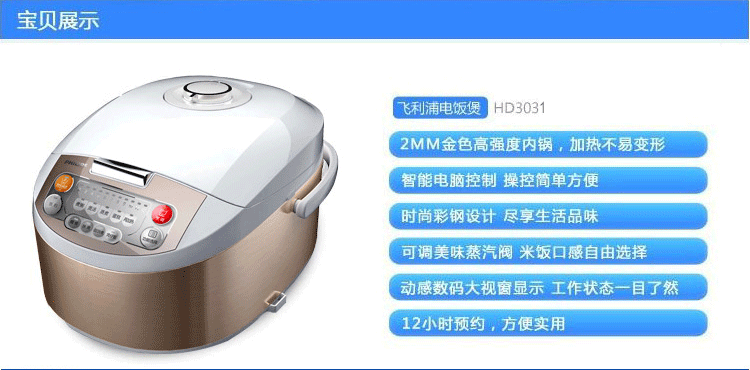 宝贝展示
飞利浦电饭煲 HD3031
2MM金色高强度内锅，加热不易变形
智能电脑控制 操控简单方便
时尚彩钢设计 尽享生活品味
可调美味蒸汽阀 米饭口感自由选择
动感数码大视窗显示 工作状态一目了然
12小时预约，方便实用